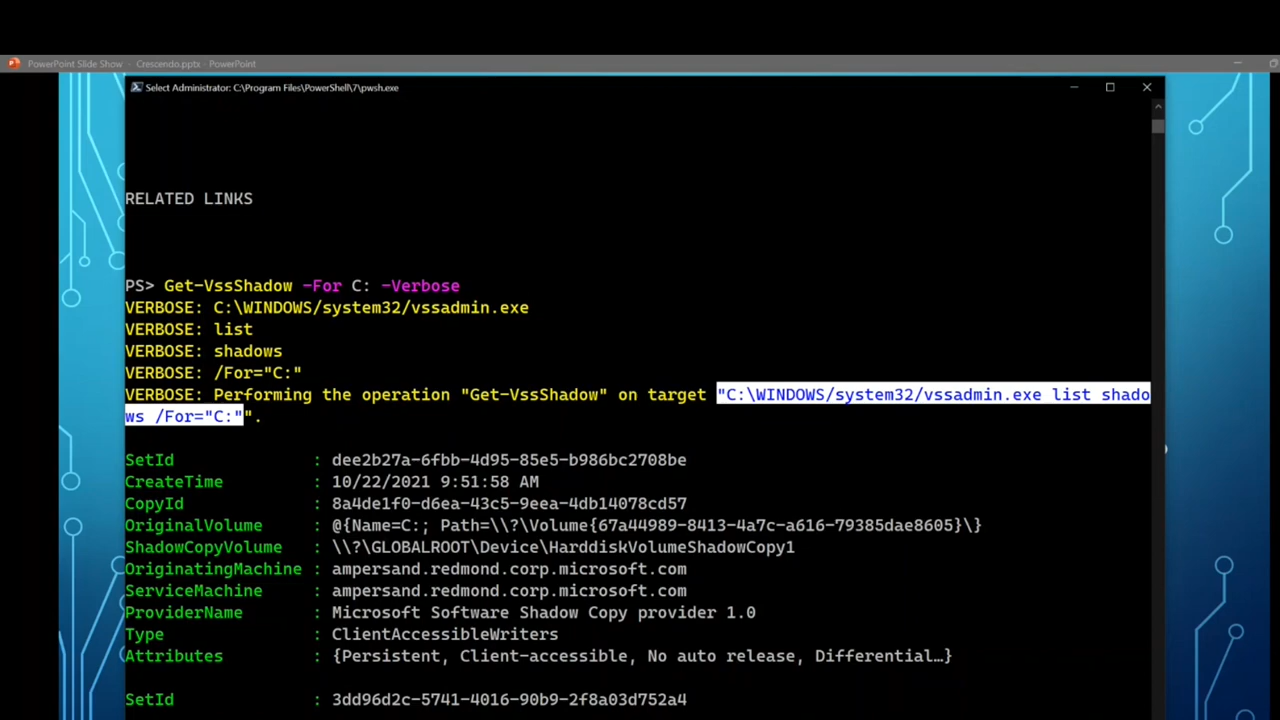 PowerPoint Slide Show - Crescendo.pptx - PowerPoint
Select Administrator: C:\Program Files\PowerShell\7\pwsh.exe
RELATED LINKS
PS> Get-VssShadow -For C: -Verbose
VERBOSE: C:\WINDOWS/system32/vssadmin.exe
VERBOSE: list
VERBOSE: shadows
VERBOSE: /For="C:"
VERBOSE: Performing the operation "Get-VssShadow" on target "C:\WINDOWS/system32/vssadmin.exe list shado
ws /For="C:"".
SetId : dee2b27a-6fbb-4d95-85e5-b986bc2708be
CreateTime : 10/22/2021 9:51:58 AM
CopyId : 8a4de1f0-d6ea-43c5-9eea-4db14078cd57
OriginalVolume : @{Name=C:; Path=\\?\Volume{67a44989-8413-4a7c-a616-79385dae8605}\}
ShadowCopyVolume : \\?\GLOBALROOT\Device\HarddiskVolumeShadowCopy1
OriginatingMachine : ampersand.redmond.corp.microsoft.com
ServiceMachine : ampersand.redmond.corp.microsoft.com
ProviderName : Microsoft Software Shadow Copy provider 1.0
Type : ClientAccessibleWriters
Attributes : {Persistent, Client-accessible, No auto release, Differential…}
SetId : 3dd96d2c-5741-4016-90b9-2f8a03d752a4